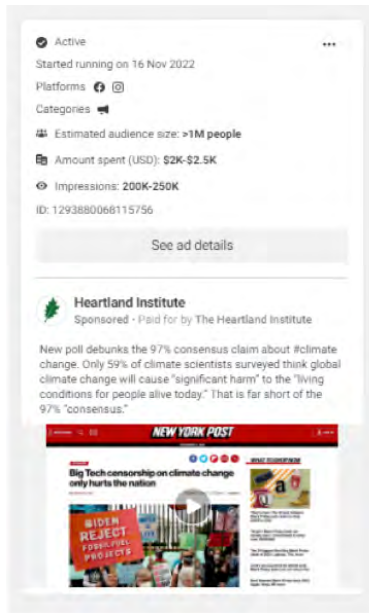 Active
Started running on 16 Nov 2022
Platforms
Categories
Estimated audience size: >1M people
Amount spent (USD): $2K-$2.5K
Impressions: 200K-250K
ID: 1293880068115756
See ad details
Heartland Institute
Sponsored • Paid for by The Heartland Institute
New poll debunks the 97% consensus claim about #climate
change. Only 59% of climate scientists surveyed think global
climate change will cause "significant harm" to the "living
conditions for people alive today." That is far short of the
97% "consensus."
NEW YORK POST
Big Tech censorship on climate change
only hurts the nation
WHAT TO SHOP NOW
a
BIDEN
REJECT
FOSSIL FUEL
PROJECTS